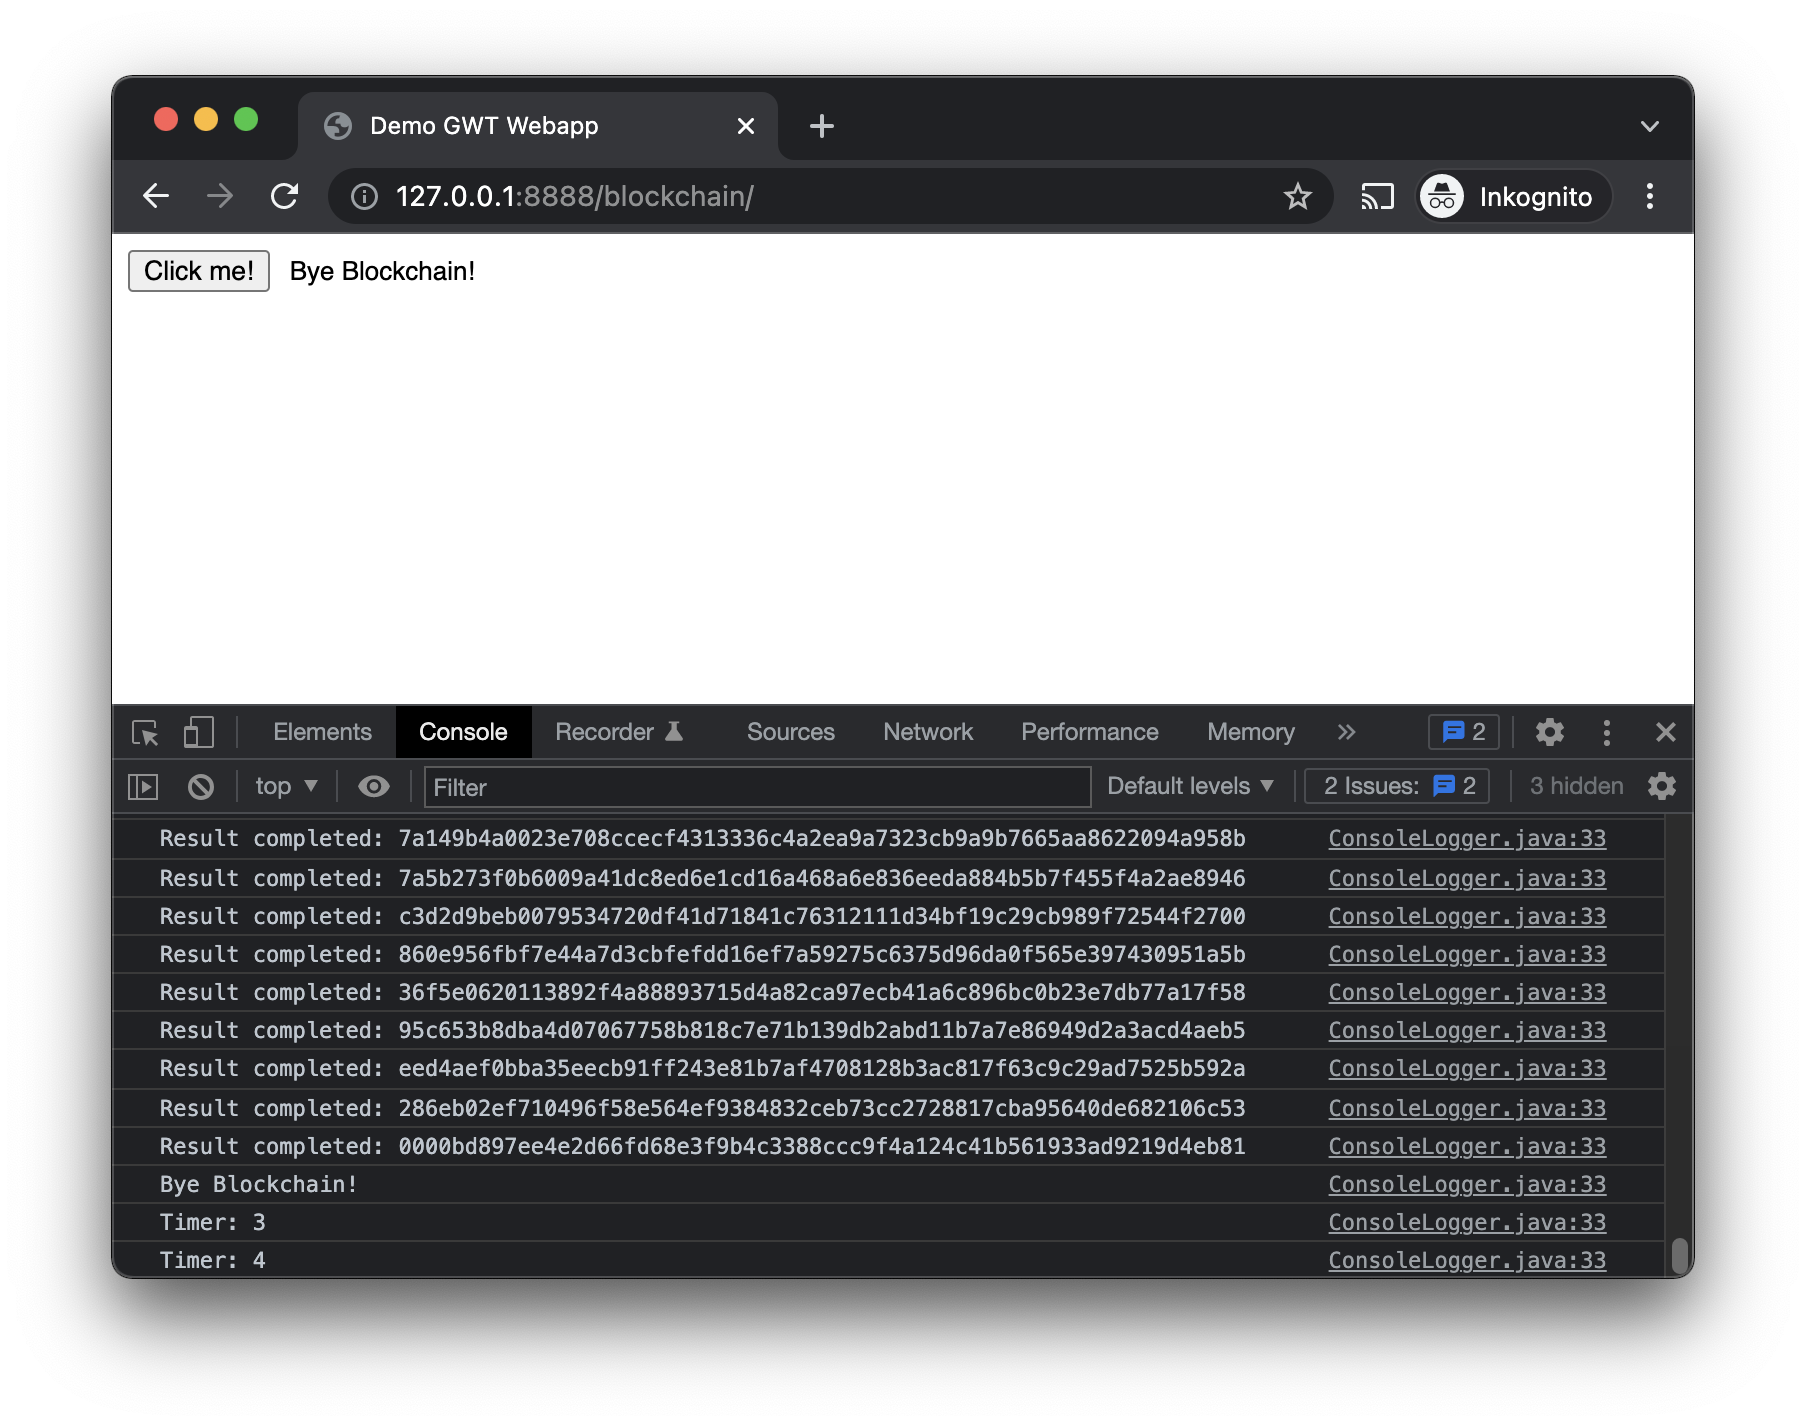 Demo GWT Webapp
127.0.0.1:8888/blockchain/
Inkognito
Click me! Bye Blockchain!
Elements Console Recorder Sources Network Performance Memory 2
top Filter Default levels 2 Issues: 2 3 hidden
Result completed: 7a149b4a0023e708ccecf4313336c4a2ea9a7323cb9a9b7665aa8622094a958b ConsoleLogger.java:33
Result completed: 7a5b273f0b6009a41dc8ed6e1cd16a468a6e836eeda884b5b7f455f4a2ae8946 ConsoleLogger.java:33
Result completed: c3d2d9beb0079534720df41d71841c76312111d34bf19c29cb989f72544f2700 ConsoleLogger.java:33
Result completed: 860e956fbf7e44a7d3cbfefdd16ef7a59275c6375d96da0f565e397430951a5b ConsoleLogger.java:33
Result completed: 36f5e0620113892f4a88893715d4a82ca97ecb41a6c896bc0b23e7db77a17f58 ConsoleLogger.java:33
Result completed: 95c653b8dba4d07067758b818c7e71b139db2abd11b7a7e86949d2a3acd4aeb5 ConsoleLogger.java:33
Result completed: eed4aef0bba35eecb91ff243e81b7af4708128b3ac817f63c9c29ad7525b592a ConsoleLogger.java:33
Result completed: 286eb02ef710496f58e564ef9384832ceb73cc2728817cba95640de682106c53 ConsoleLogger.java:33
Result completed: 0000bd897ee4e2d66fd68e3f9b4c3388ccc9f4a124c41b561933ad9219d4eb81 ConsoleLogger.java:33
Bye Blockchain! ConsoleLogger.java:33
Timer: 3 ConsoleLogger.java:33
Timer: 4 ConsoleLogger.java:33